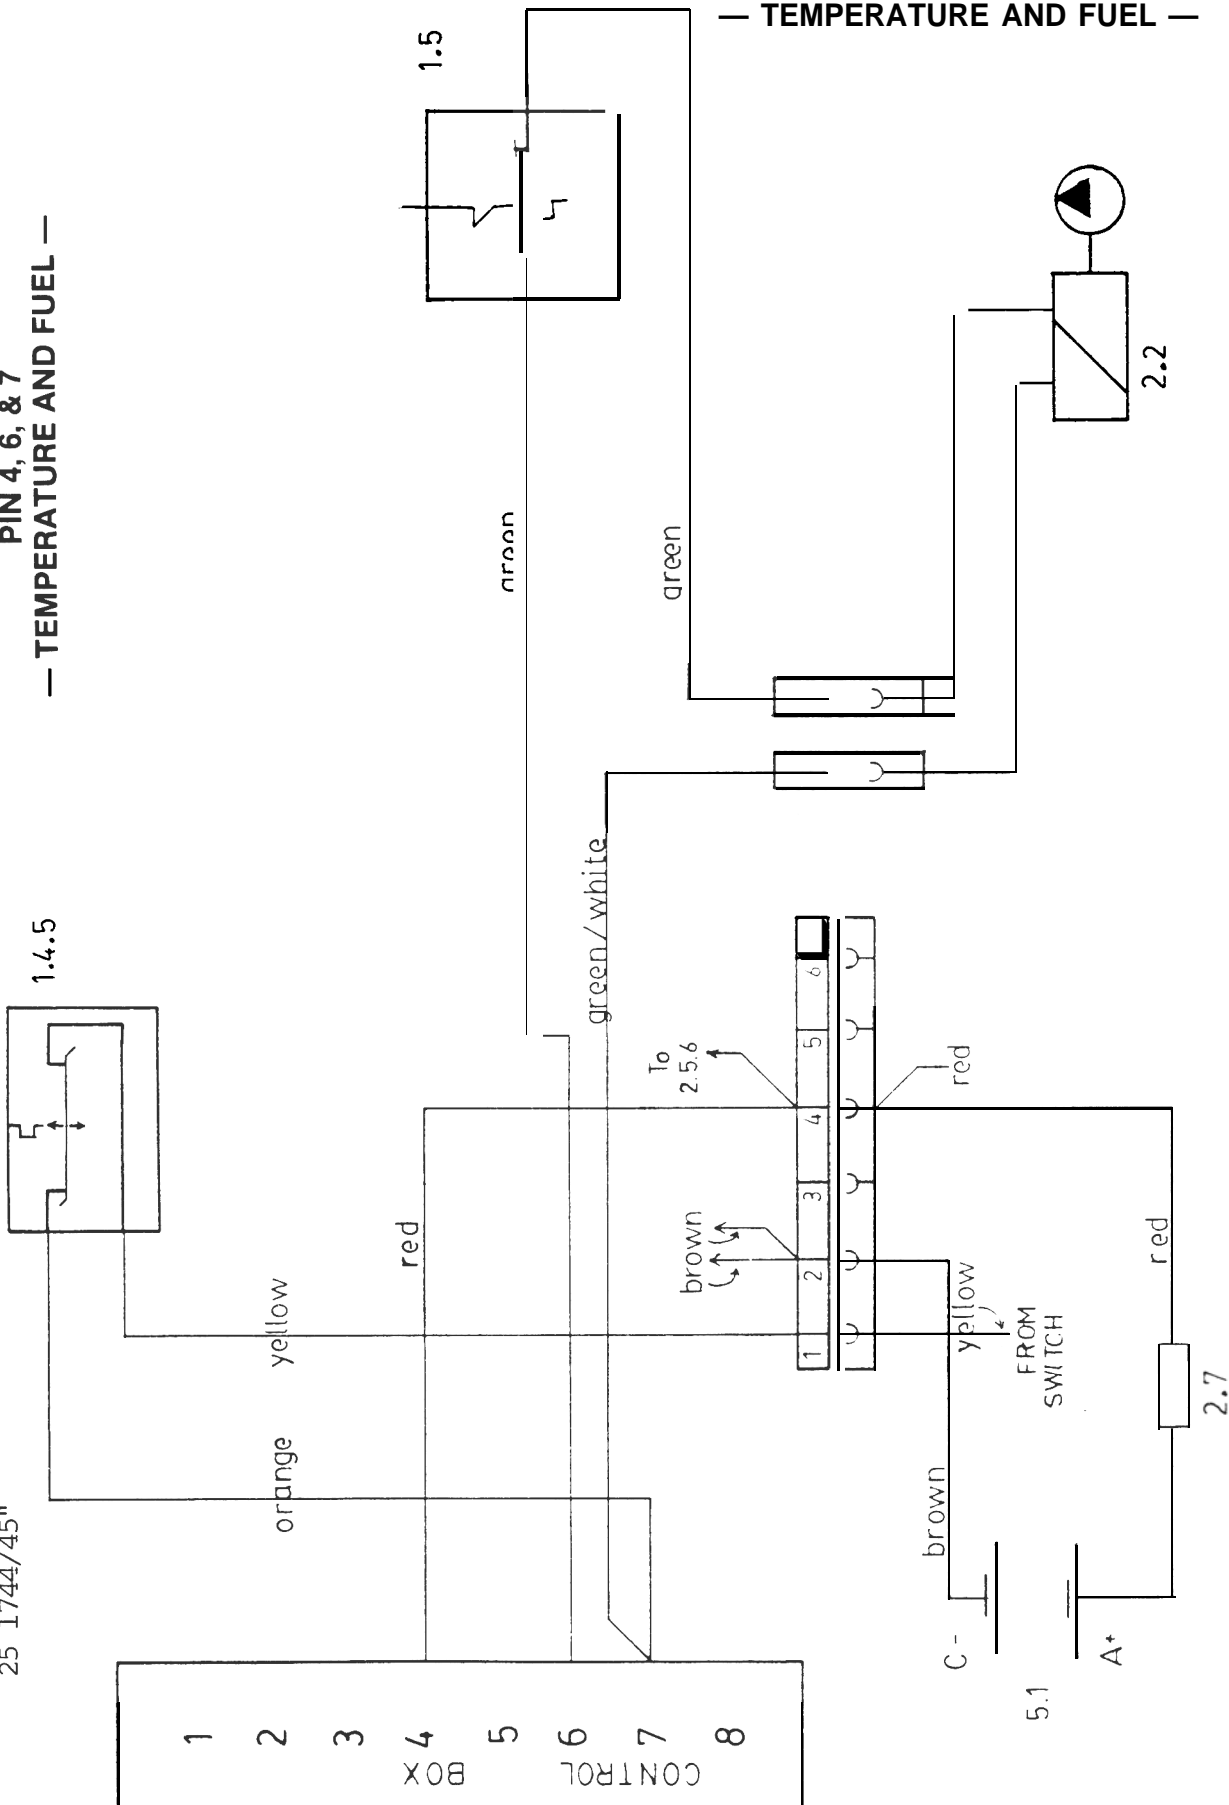 — TEMPERATURE AND FUEL —
PIN 4, 6, & 7
— TEMPERATURE AND FUEL —
25 1744/45"
1.5
1.4.5
2.2
green
green
green/white
To
2.5.6
red
brown
yellow
orange
1 2 3 4 5 6
red
red
yellow
FROM
SWITCH
brown
2.7
C -
A+
5.1
1
2
3
4
5
6
7
8
CONTROL
BOX